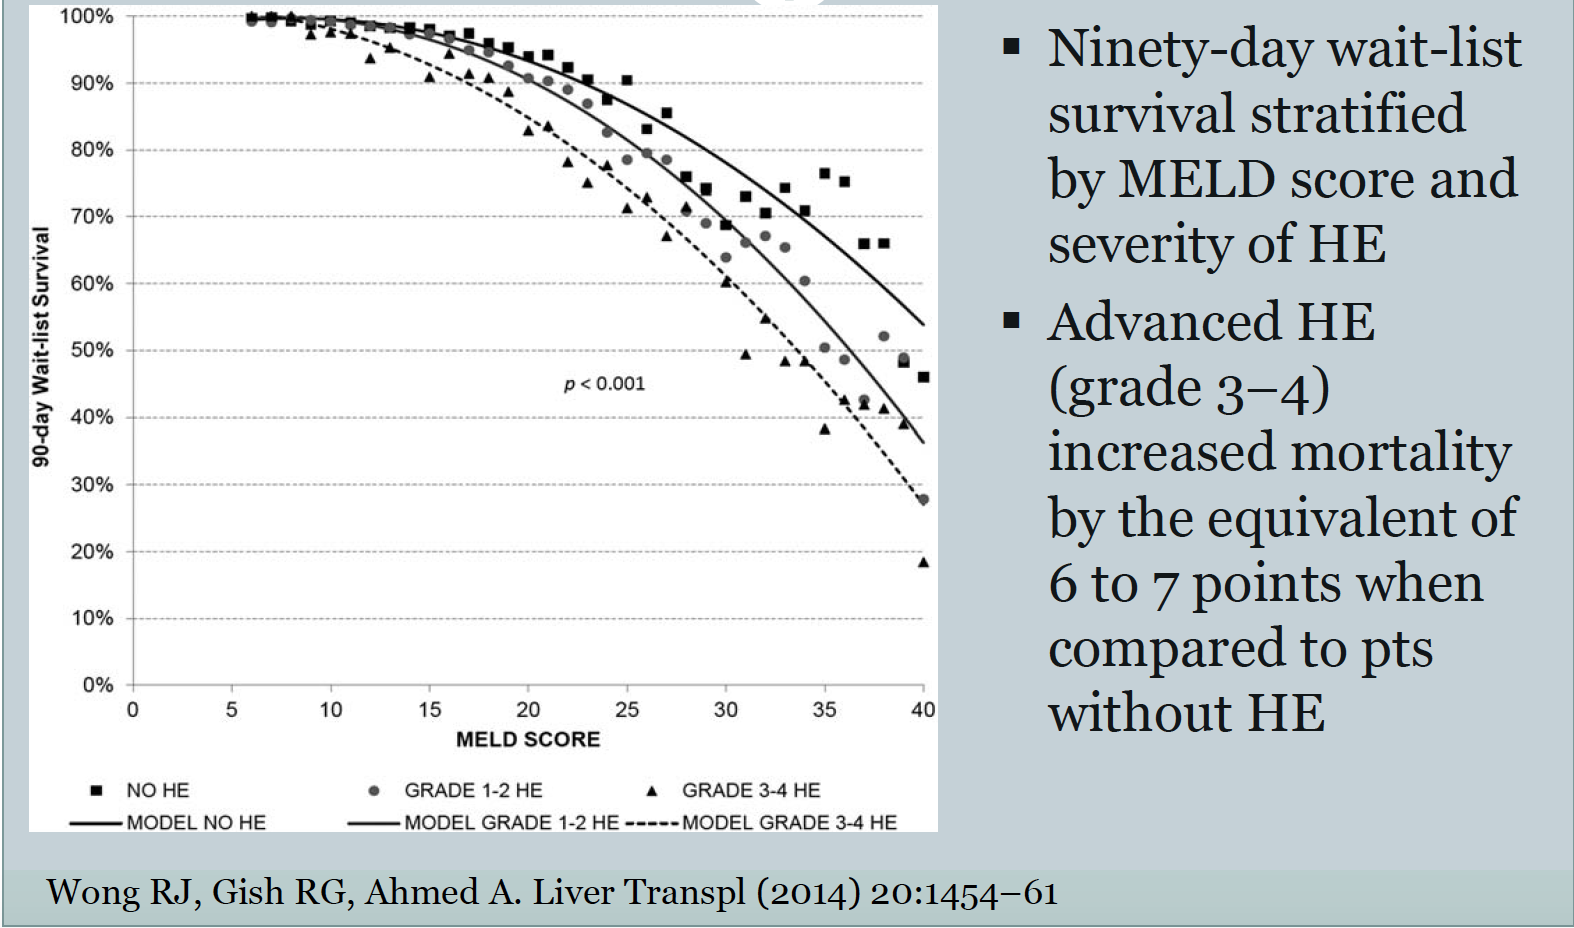 100%
90%
80%
70%
60%
50%
40%
30%
20%
10%
0%
90-day Wait-list Survival
p < 0.001
0 5 10 15 20 25 30 35 40
MELD SCORE
NO HE GRADE 1-2 HE GRADE 3-4 HE
MODEL NO HE MODEL GRADE 1-2 HE MODEL GRADE 3-4 HE
▪ Ninety-day wait-list
survival stratified
by MELD score and
severity of HE
▪ Advanced HE
(grade 3–4)
increased mortality
by the equivalent of
6 to 7 points when
compared to pts
without HE
Wong RJ, Gish RG, Ahmed A. Liver Transpl (2014) 20:1454–61